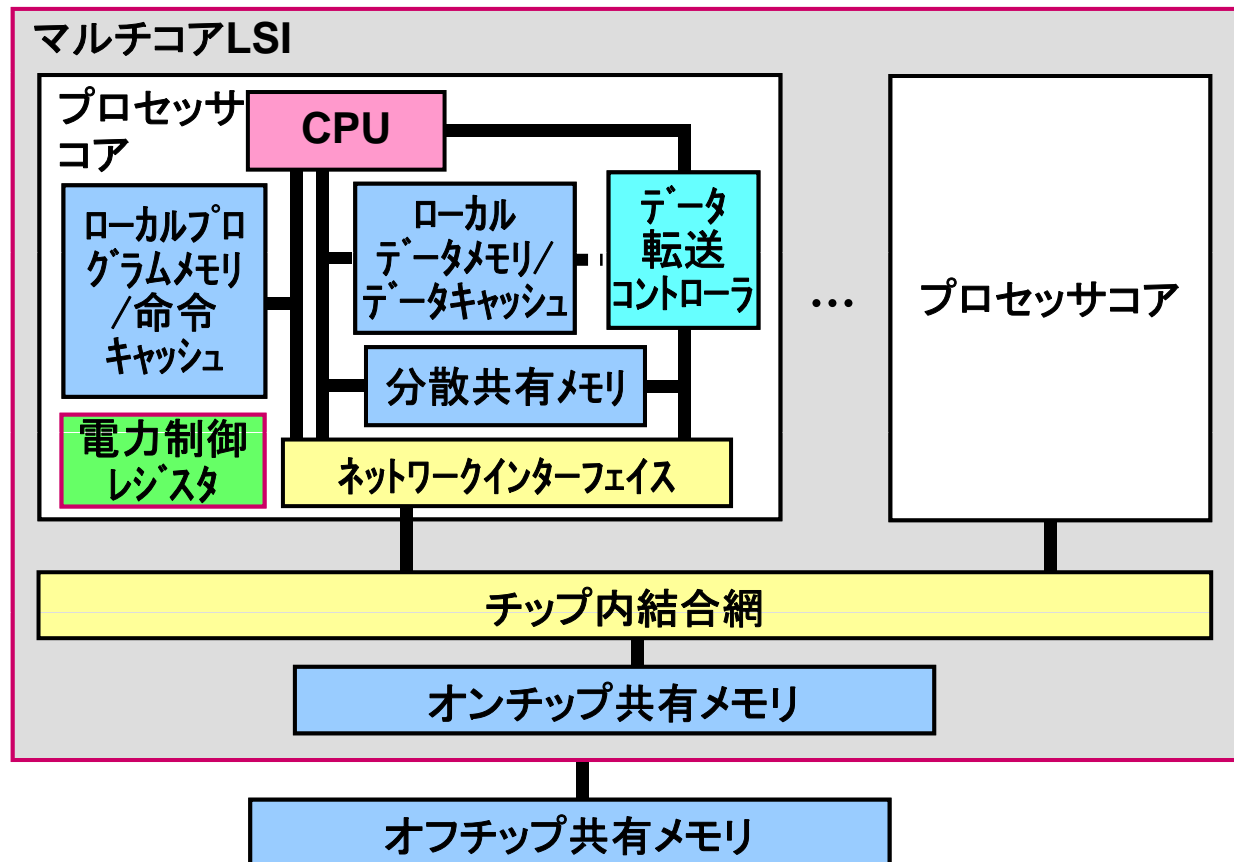 マルチコアLSI
プロセッサ
コア
CPU
ローカルプロ
グラムメモリ
/命令
キャッシュ
ローカル
データメモリ/
データキャッシュ
データ
転送
コントローラ
分散共有メモリ
電力制御
レジスタ
ネットワークインターフェイス
…
プロセッサコア
チップ内結合網
オンチップ共有メモリ
オフチップ共有メモリ